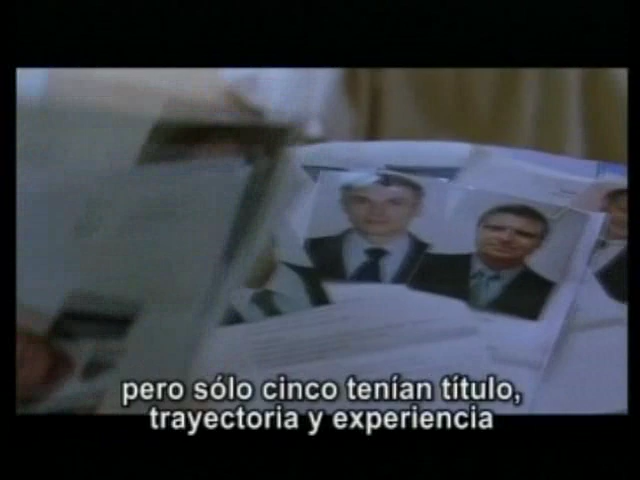 pero sólo cinco tenían título,
trayectoria y experiencia